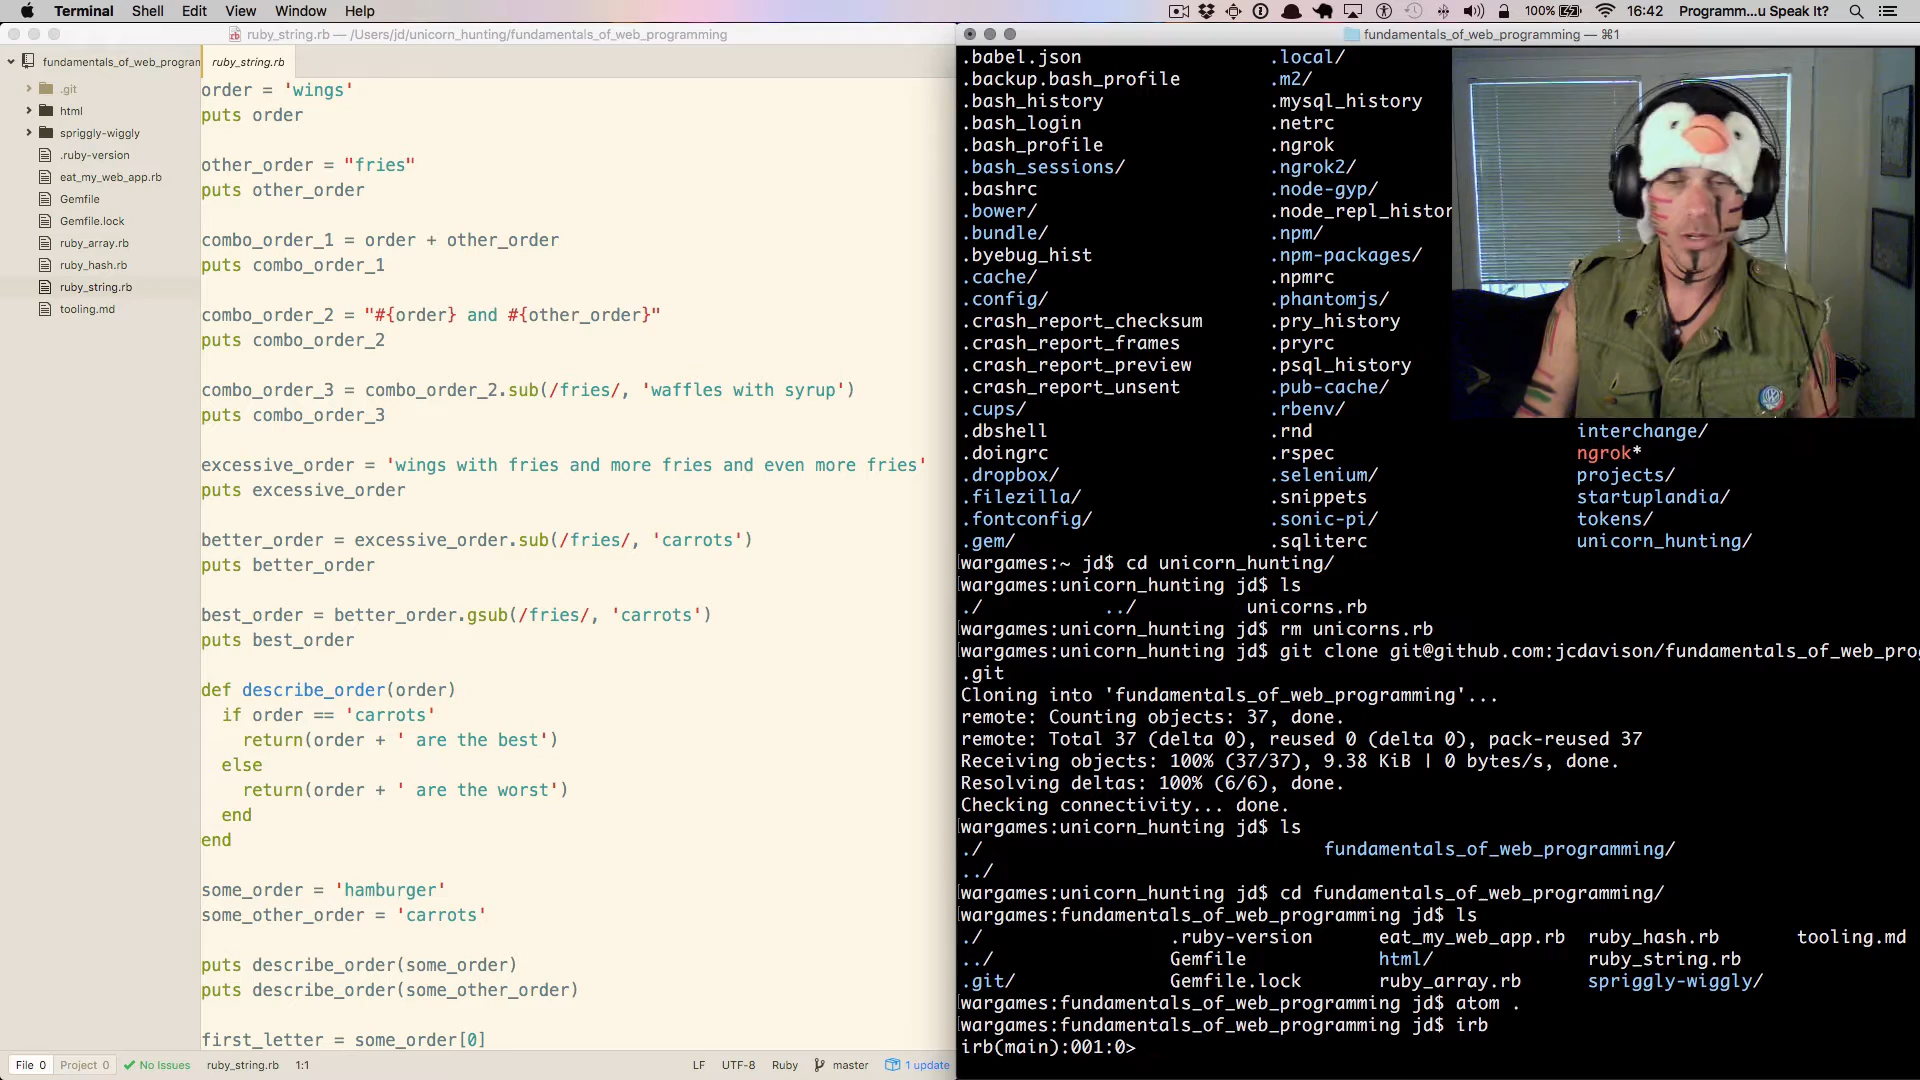 Terminal Shell Edit View Window Help
100% 16:42 Programm...u Speak It?
ruby_string.rb — /Users/jd/unicorn_hunting/fundamentals_of_web_programming
fundamentals_of_web_programming — ⌘1
fundamentals_of_web_program
.git
html
spriggly-wiggly
.ruby-version
eat_my_web_app.rb
Gemfile
Gemfile.lock
ruby_array.rb
ruby_hash.rb
ruby_string.rb
tooling.md
ruby_string.rb
order = 'wings'
puts order
other_order = "fries"
puts other_order
combo_order_1 = order + other_order
puts combo_order_1
combo_order_2 = "#{order} and #{other_order}"
puts combo_order_2
combo_order_3 = combo_order_2.sub(/fries/, 'waffles with syrup')
puts combo_order_3
excessive_order = 'wings with fries and more fries and even more fries'
puts excessive_order
better_order = excessive_order.sub(/fries/, 'carrots')
puts better_order
best_order = better_order.gsub(/fries/, 'carrots')
puts best_order
def describe_order(order)
if order == 'carrots'
return(order + ' are the best')
else
return(order + ' are the worst')
end
end
some_order = 'hamburger'
some_other_order = 'carrots'
puts describe_order(some_order)
puts describe_order(some_other_order)
first_letter = some_order[0]
File 0 Project 0 No Issues ruby_string.rb 1:1 LF UTF-8 Ruby master 1 update
.babel.json .local/
.backup.bash_profile .m2/
.bash_history .mysql_history
.bash_login .netrc
.bash_profile .ngrok
.bash_sessions/ .ngrok2/
.bashrc .node-gyp/
.bower/ .node_repl_histor
.bundle/ .npm/
.byebug_hist .npm-packages/
.cache/ .npmrc
.config/ .phantomjs/
.crash_report_checksum .pry_history
.crash_report_frames .pryrc
.crash_report_preview .psql_history
.crash_report_unsent .pub-cache/
.cups/ .rbenv/
.dbshell .rnd interchange/
.doingrc .rspec ngrok*
.dropbox/ .selenium/ projects/
.filezilla/ .snippets startuplandia/
.fontconfig/ .sonic-pi/ tokens/
.gem/ .sqliterc unicorn_hunting/
wargames:~ jd$ cd unicorn_hunting/
wargames:unicorn_hunting jd$ ls
./ ../ unicorns.rb
wargames:unicorn_hunting jd$ rm unicorns.rb
wargames:unicorn_hunting jd$ git clone git@github.com:jcdavison/fundamentals_of_web_pro
.git
Cloning into 'fundamentals_of_web_programming'...
remote: Counting objects: 37, done.
remote: Total 37 (delta 0), reused 0 (delta 0), pack-reused 37
Receiving objects: 100% (37/37), 9.38 KiB | 0 bytes/s, done.
Resolving deltas: 100% (6/6), done.
Checking connectivity... done.
wargames:unicorn_hunting jd$ ls
./ fundamentals_of_web_programming/
../
wargames:unicorn_hunting jd$ cd fundamentals_of_web_programming/
wargames:fundamentals_of_web_programming jd$ ls
./ .ruby-version eat_my_web_app.rb ruby_hash.rb tooling.md
../ Gemfile html/ ruby_string.rb
.git/ Gemfile.lock ruby_array.rb spriggly-wiggly/
wargames:fundamentals_of_web_programming jd$ atom .
wargames:fundamentals_of_web_programming jd$ irb
irb(main):001:0>